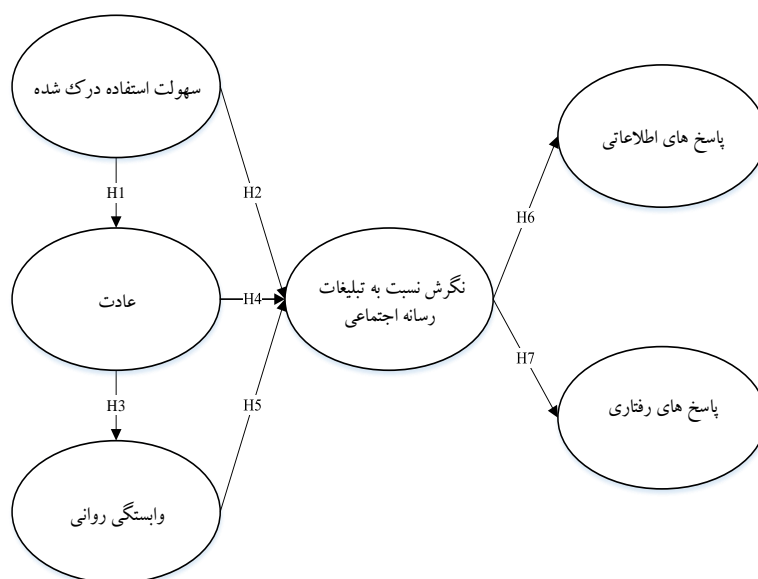 سهولت استفاده درک شده
پاسخ های اطلاعاتی
H1
H2
H6
عادت
H4
نگرش نسبت به تبلیغات
رسانه اجتماعی
H7
H3
H5
پاسخ های رفتاری
وابستگی روانی